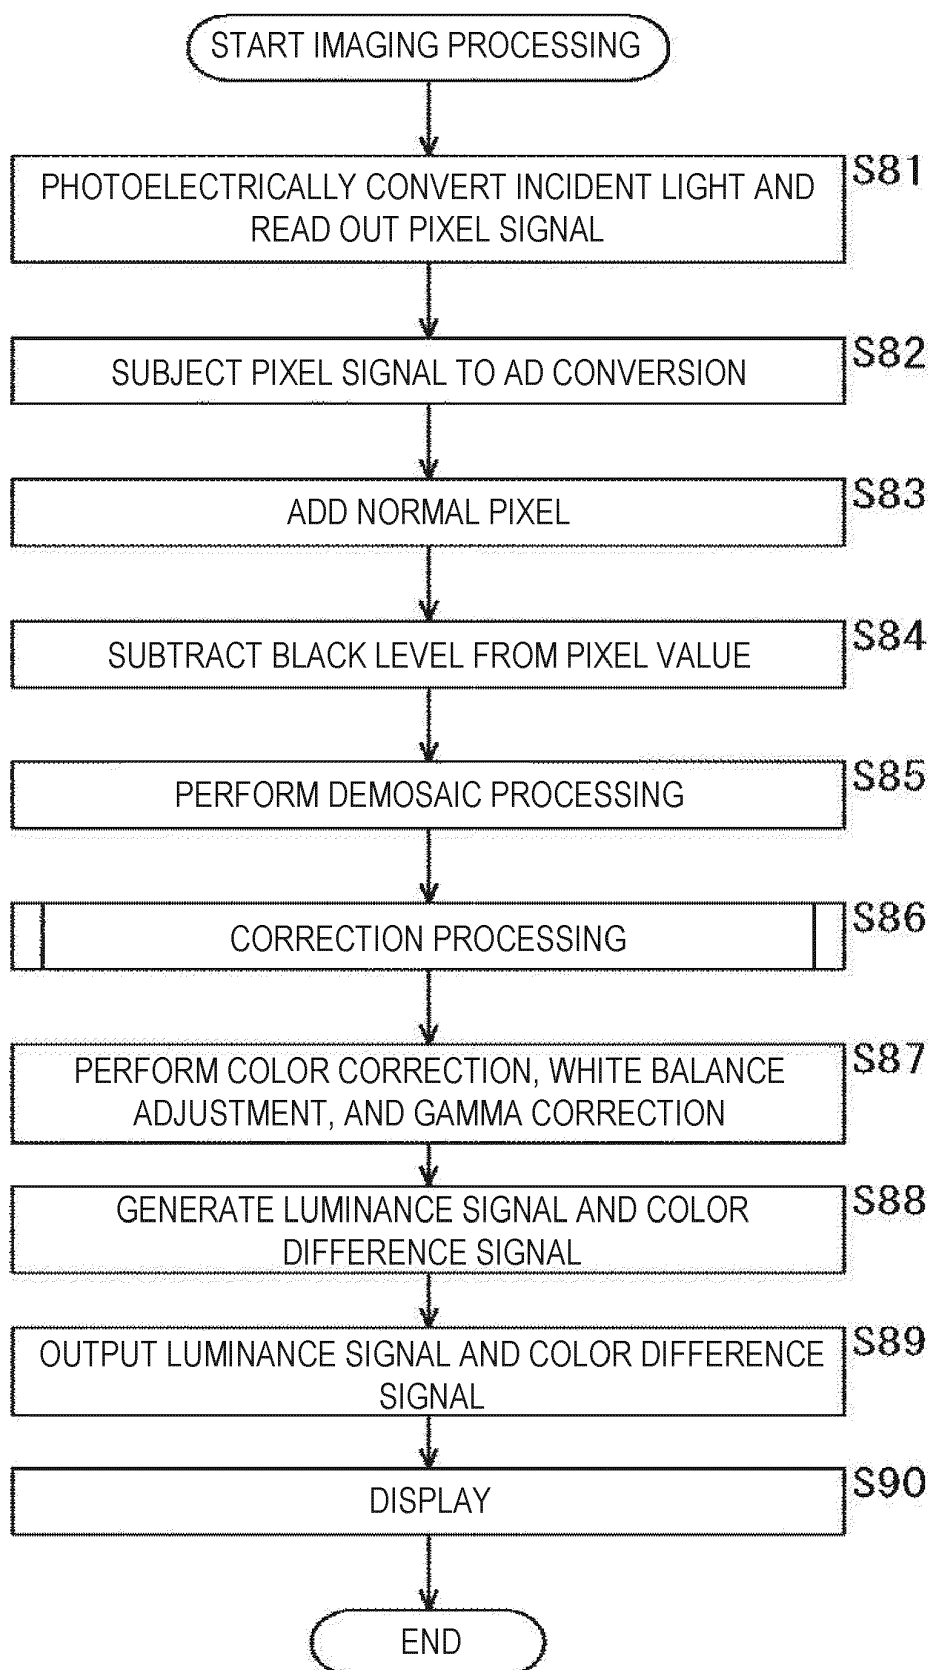 START IMAGING PROCESSING
S81
PHOTOELECTRICALLY CONVERT INCIDENT LIGHT AND
READ OUT PIXEL SIGNAL
S82
SUBJECT PIXEL SIGNAL TO AD CONVERSION
S83
ADD NORMAL PIXEL
S84
SUBTRACT BLACK LEVEL FROM PIXEL VALUE
S85
PERFORM DEMOSAIC PROCESSING
S86
CORRECTION PROCESSING
S87
PERFORM COLOR CORRECTION, WHITE BALANCE
ADJUSTMENT, AND GAMMA CORRECTION
S88
GENERATE LUMINANCE SIGNAL AND COLOR
DIFFERENCE SIGNAL
S89
OUTPUT LUMINANCE SIGNAL AND COLOR DIFFERENCE
SIGNAL
S90
DISPLAY
END